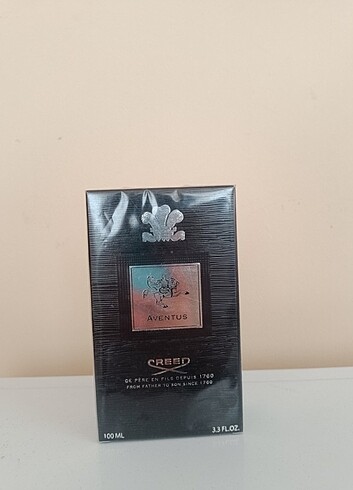 AVENTUS
CREED
DE PÈRE EN FILS DEPUIS 1760
FROM FATHER TO SON SINCE 1760
100 ML 3.3 FL.OZ.